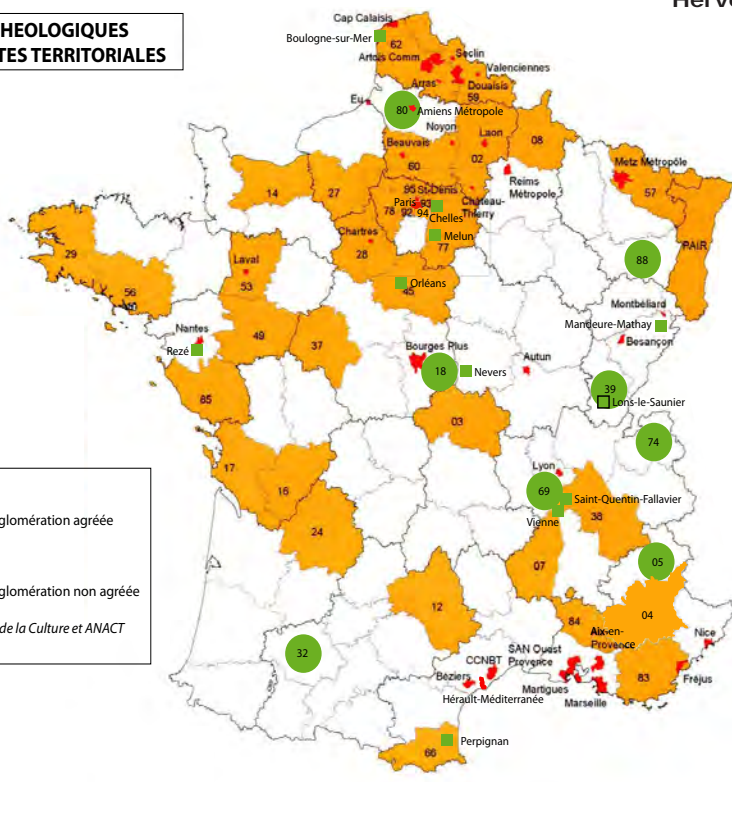 Hervé
HEOLOGIQUES
TES TERRITORIALES
Cap Calaisis
Boulogne-sur-Mer
62
Artois Comm
Seclin
Valenciennes
Arras
Douaisis
59
Eu
80
Amiens Métropole
Noyon
Laon
08
Beauvais
60
02
Metz Métropôle
57
Reims
Métropole
14
27
95
St-Denis
Paris
93
78
92
94
Chelles
Château-
Thierry
77
Melun
Chartres
28
PAIR
88
29
56
Laval
53
Orléans
45
Montbéliard
Mandeure-Mathay
Besançon
Nantes
Rezé
49
37
Bourges Plus
18
Nevers
Autun
39
Lons-le-Saunier
85
03
74
17
16
Lyon
69
Saint-Quentin-Fallavier
38
Vienne
glomération agréée
24
07
05
glomération non agréée
12
04
de la Culture et ANACT
84
Aix-en-
Provence
Nice
32
SAN Ouest
Provence
CCNBT
Béziers
83
Fréjus
Hérault-Méditerranée
Martigues
Marseille
66
Perpignan